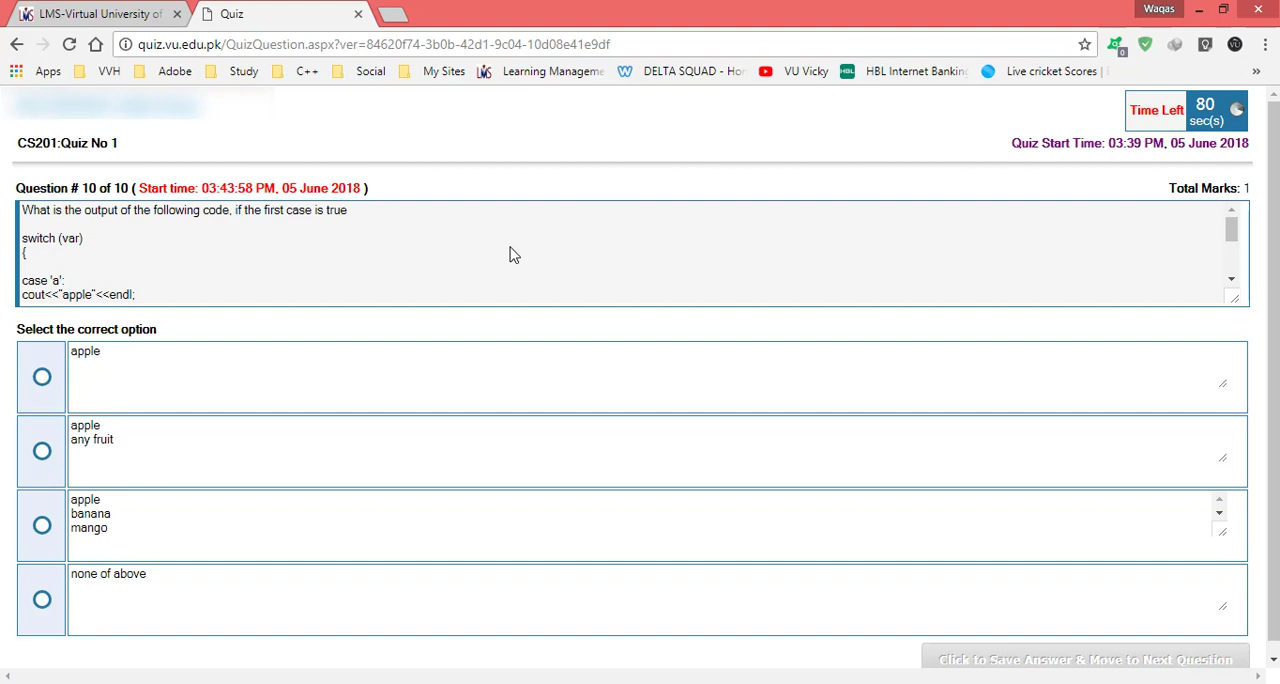 LMS-Virtual University of
Quiz
Waqas
quiz.vu.edu.pk/QuizQuestion.aspx?ver=84620f74-3b0b-42d1-9c04-10d08e41e9df
Apps VVH Adobe Study C++ Social My Sites Learning Manageme DELTA SQUAD - Hor VU Vicky HBL Internet Banking Live cricket Scores |
Time Left 80 sec(s)
CS201:Quiz No 1
Quiz Start Time: 03:39 PM, 05 June 2018
Question # 10 of 10 ( Start time: 03:43:58 PM, 05 June 2018 )
Total Marks: 1
What is the output of the following code, if the first case is true
switch (var)
{
case 'a':
cout<<"apple"<<endl;
Select the correct option
apple
apple
any fruit
apple
banana
mango
none of above
Click to Save Answer & Move to Next Question